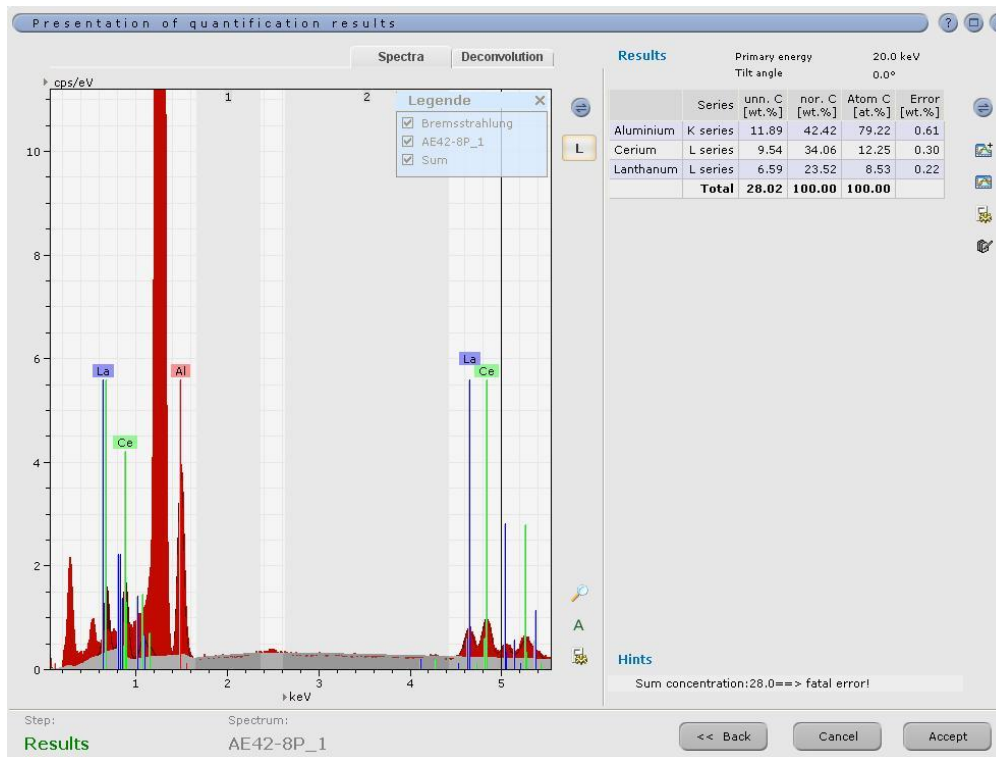 Presentation of quantification results
?
Spectra
Deconvolution
cps/eV
1
2
Legende
×
Bremsstrahlung
AE42-8P_1
Sum
L
10
8
6
4
2
0
La
Al
Ce
La
Ce
1
2
3
4
5
keV
A
Results
Primary energy 20.0 keV
Tilt angle 0.0°
Series unn. C [wt.%] nor. C [wt.%] Atom C [at.%] Error [wt.%]
Aluminium K series 11.89 42.42 79.22 0.61
Cerium L series 9.54 34.06 12.25 0.30
Lanthanum L series 6.59 23.52 8.53 0.22
Total 28.02 100.00 100.00
Hints
Sum concentration:28.0==> fatal error!
Step:
Results
Spectrum:
AE42-8P_1
<< Back
Cancel
Accept